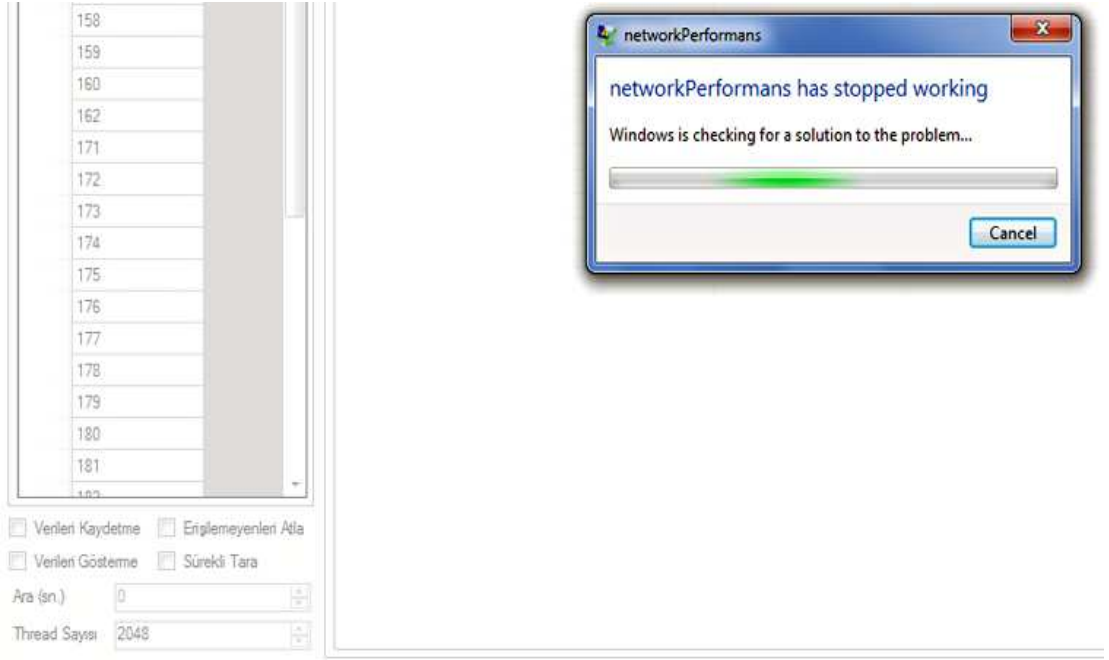 158
159
160
162
171
172
173
174
175
176
177
178
179
180
181
182
Verileri Kaydetme Erişlemeyenleri Atla
Verileri Gösterme Sürekli Tara
Ara (sn.) 0
Thread Sayısı 2048
networkPerformans
networkPerformans has stopped working
Windows is checking for a solution to the problem...
Cancel